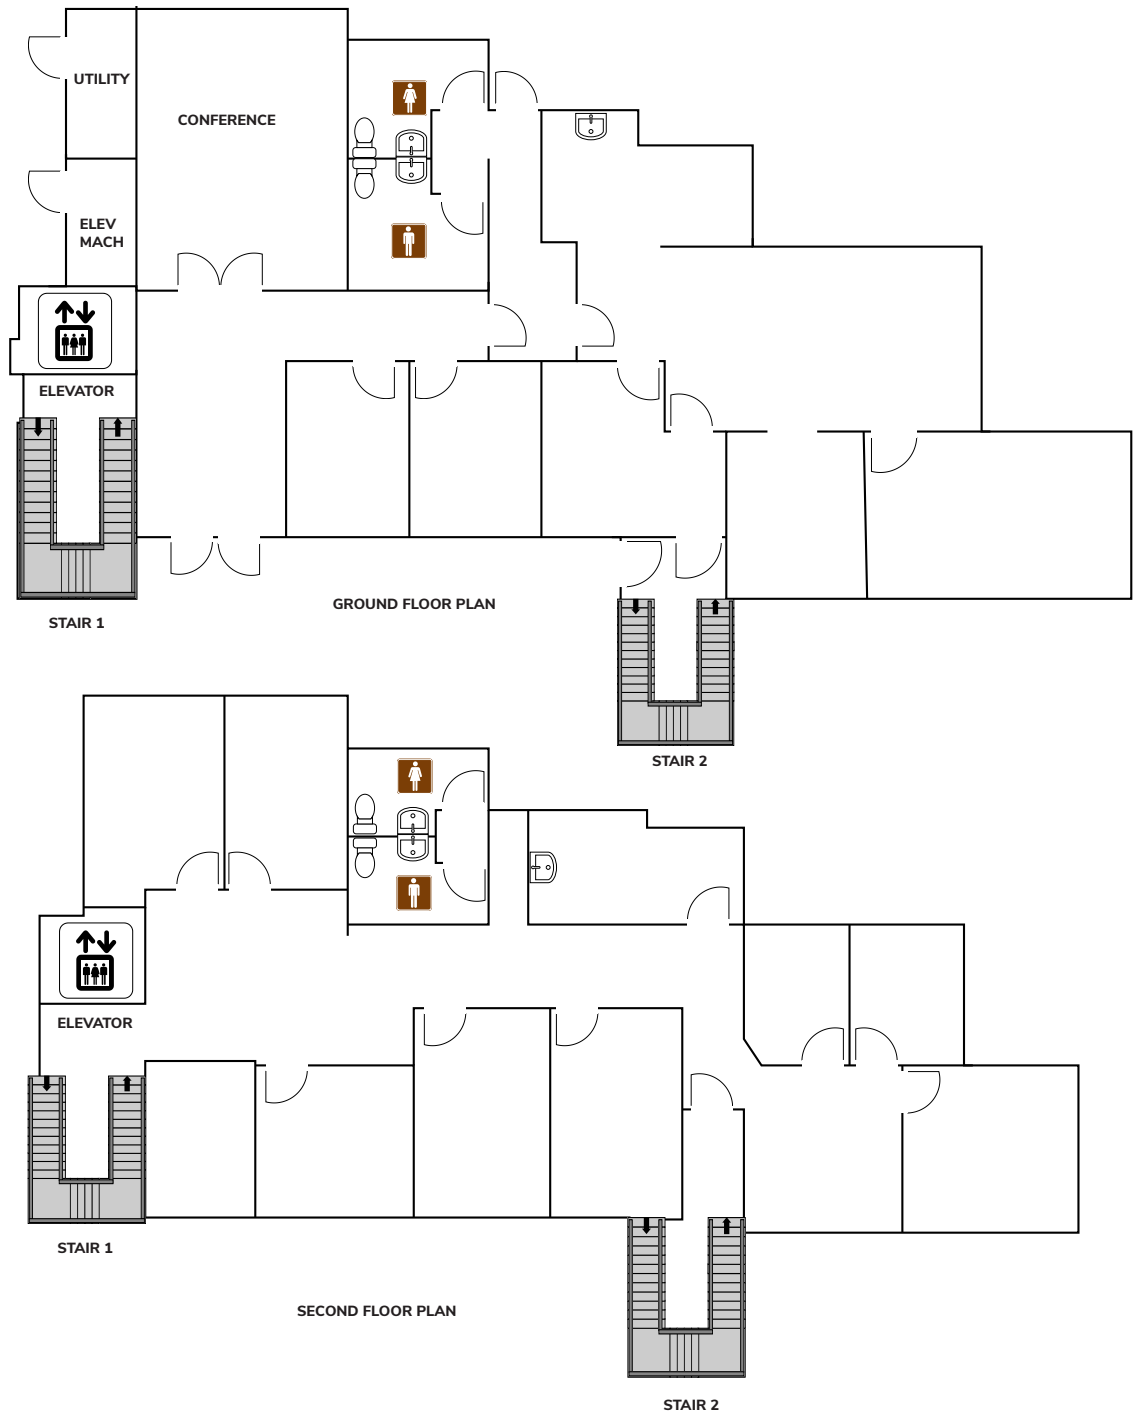 UTILITY
CONFERENCE
ELEV
MACH
ELEVATOR
GROUND FLOOR PLAN
STAIR 1
STAIR 2
ELEVATOR
STAIR 1
SECOND FLOOR PLAN
STAIR 2